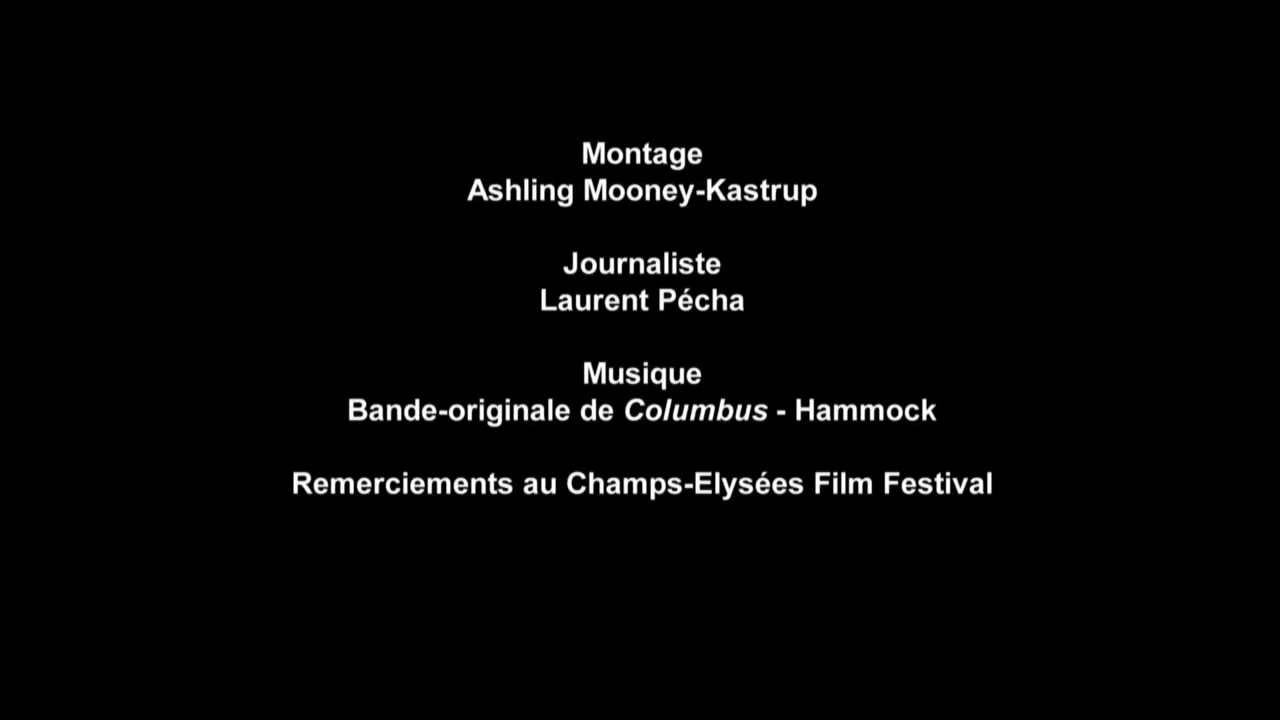 Montage
Ashling Mooney-Kastrup
Journaliste
Laurent Pécha
Musique
Bande-originale de Columbus - Hammock
Remerciements au Champs-Elysées Film Festival